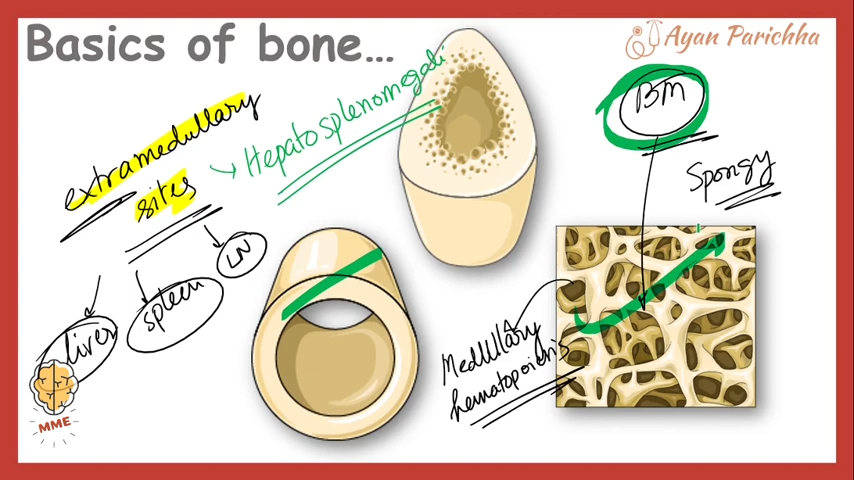 Basics of bone...
Ayan Parichha
extramedullary
sites
Hepatosplenomegali
BM
Spongy
LN
spleen
liver
Medullary
hematopoiesis
MME